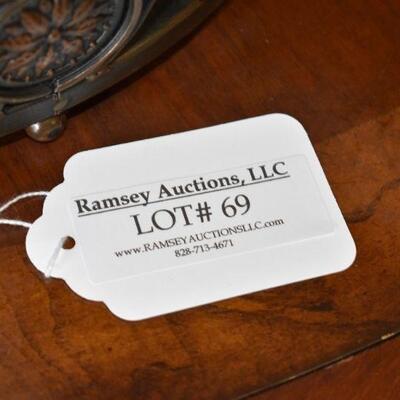 Ramsey Auctions, LLC
LOT# 69
www.RAMSEYAUCTIONSLLC.com
828-713-4671